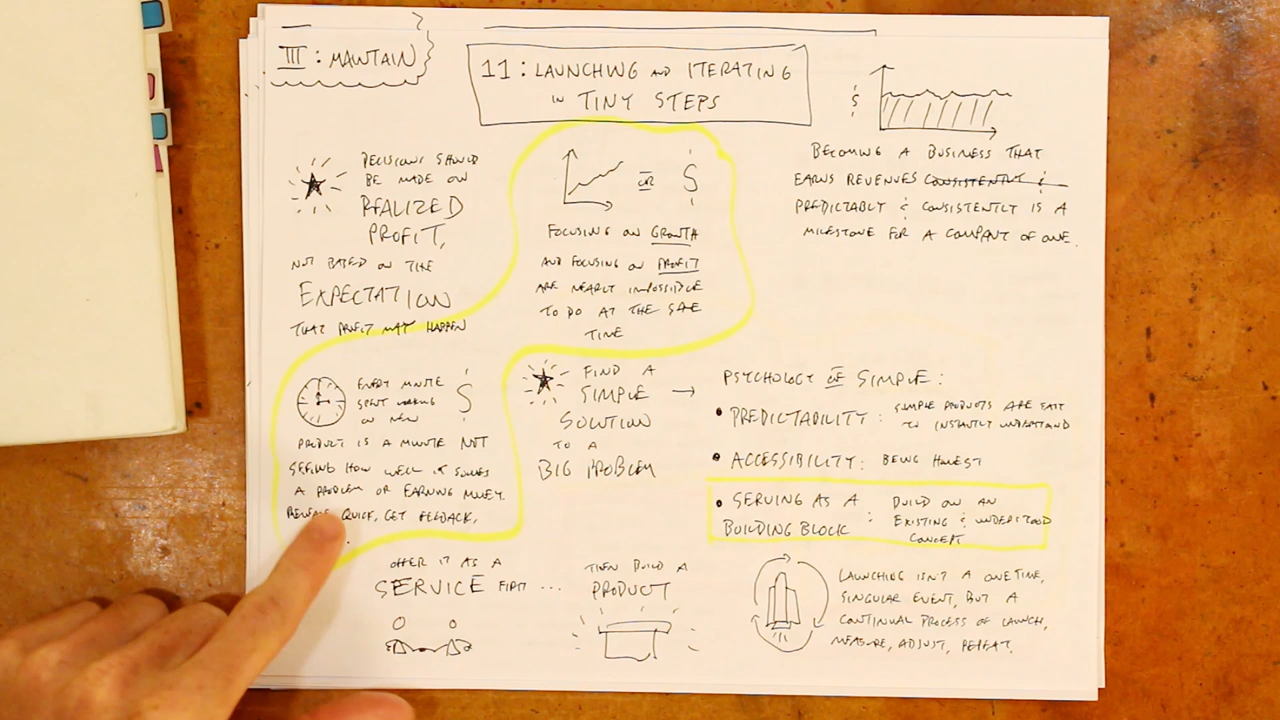 III: MAINTAIN
11: LAUNCHING AND ITERATING
IN TINY STEPS
$
BECOMING A BUSINESS THAT
EARNS REVENUES CONSISTENTLY &
PREDICTABLY & CONSISTENTLY IS A
MILESTONE FOR A COMPANY OF ONE.
DECISIONS SHOULD
BE MADE ON
REALIZED
PROFIT,
NOT BASED ON THE
EXPECTATION
THAT PROFIT MAY HAPPEN
OR $
FOCUSING ON GROWTH
AND FOCUSING ON PROFIT
ARE NEARLY IMPOSSIBLE
TO DO AT THE SAME
TIME
EVERY MINUTE
SPENT WORKING
ON NEW
$
PRODUCT IS A MINUTE NOT
SEEING HOW WELL IT SOLVES
A PROBLEM OR EARNING MONEY.
RELEASE QUICK, GET FEEDBACK,
FIND A
SIMPLE →
SOLUTION
TO A
BIG PROBLEM
PSYCHOLOGY OF SIMPLE:
• PREDICTABILITY: SIMPLE PRODUCTS ARE EASY
TO INSTANTLY UNDERSTAND
• ACCESSIBILITY: BEING HONEST
• SERVING AS A
BUILDING BLOCK :
BUILD ON AN
EXISTING & UNDERSTOOD
CONCEPT
OFFER IT AS A
SERVICE FIRST ...
THEN BUILD A
PRODUCT
LAUNCHING ISN'T A ONE TIME,
SINGULAR EVENT, BUT A
CONTINUAL PROCESS OF LAUNCH,
MEASURE, ADJUST, REPEAT.